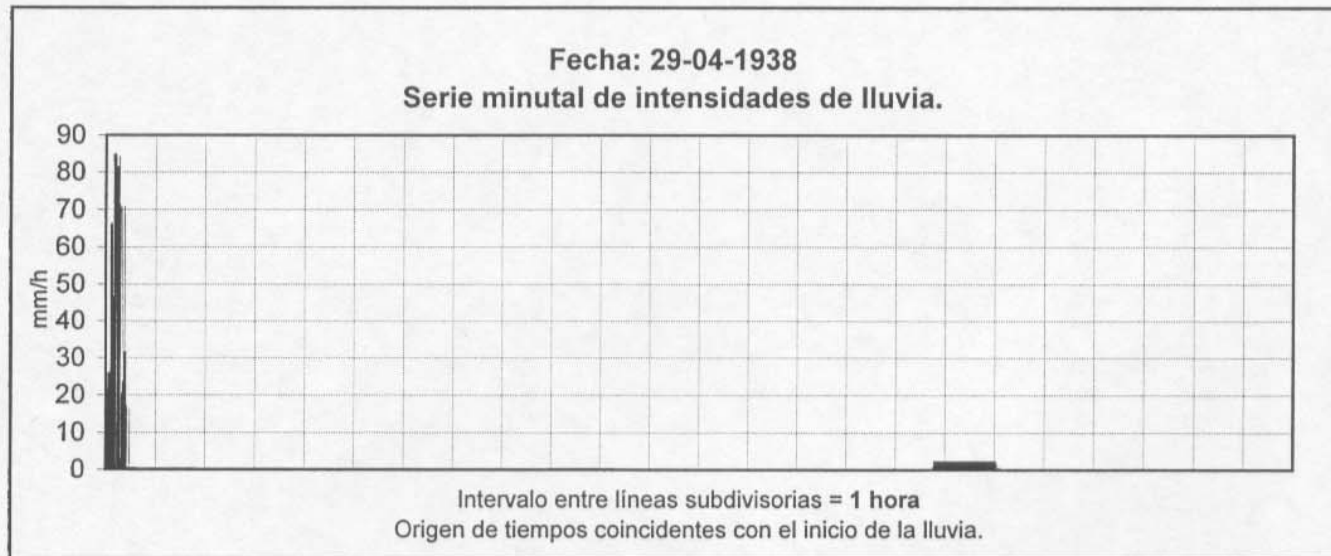 Fecha: 29-04-1938
Serie minutal de intensidades de lluvia.
90
80
70
60
50
40
30
20
10
0
mm/h
Intervalo entre líneas subdivisorias = 1 hora
Origen de tiempos coincidentes con el inicio de la lluvia.